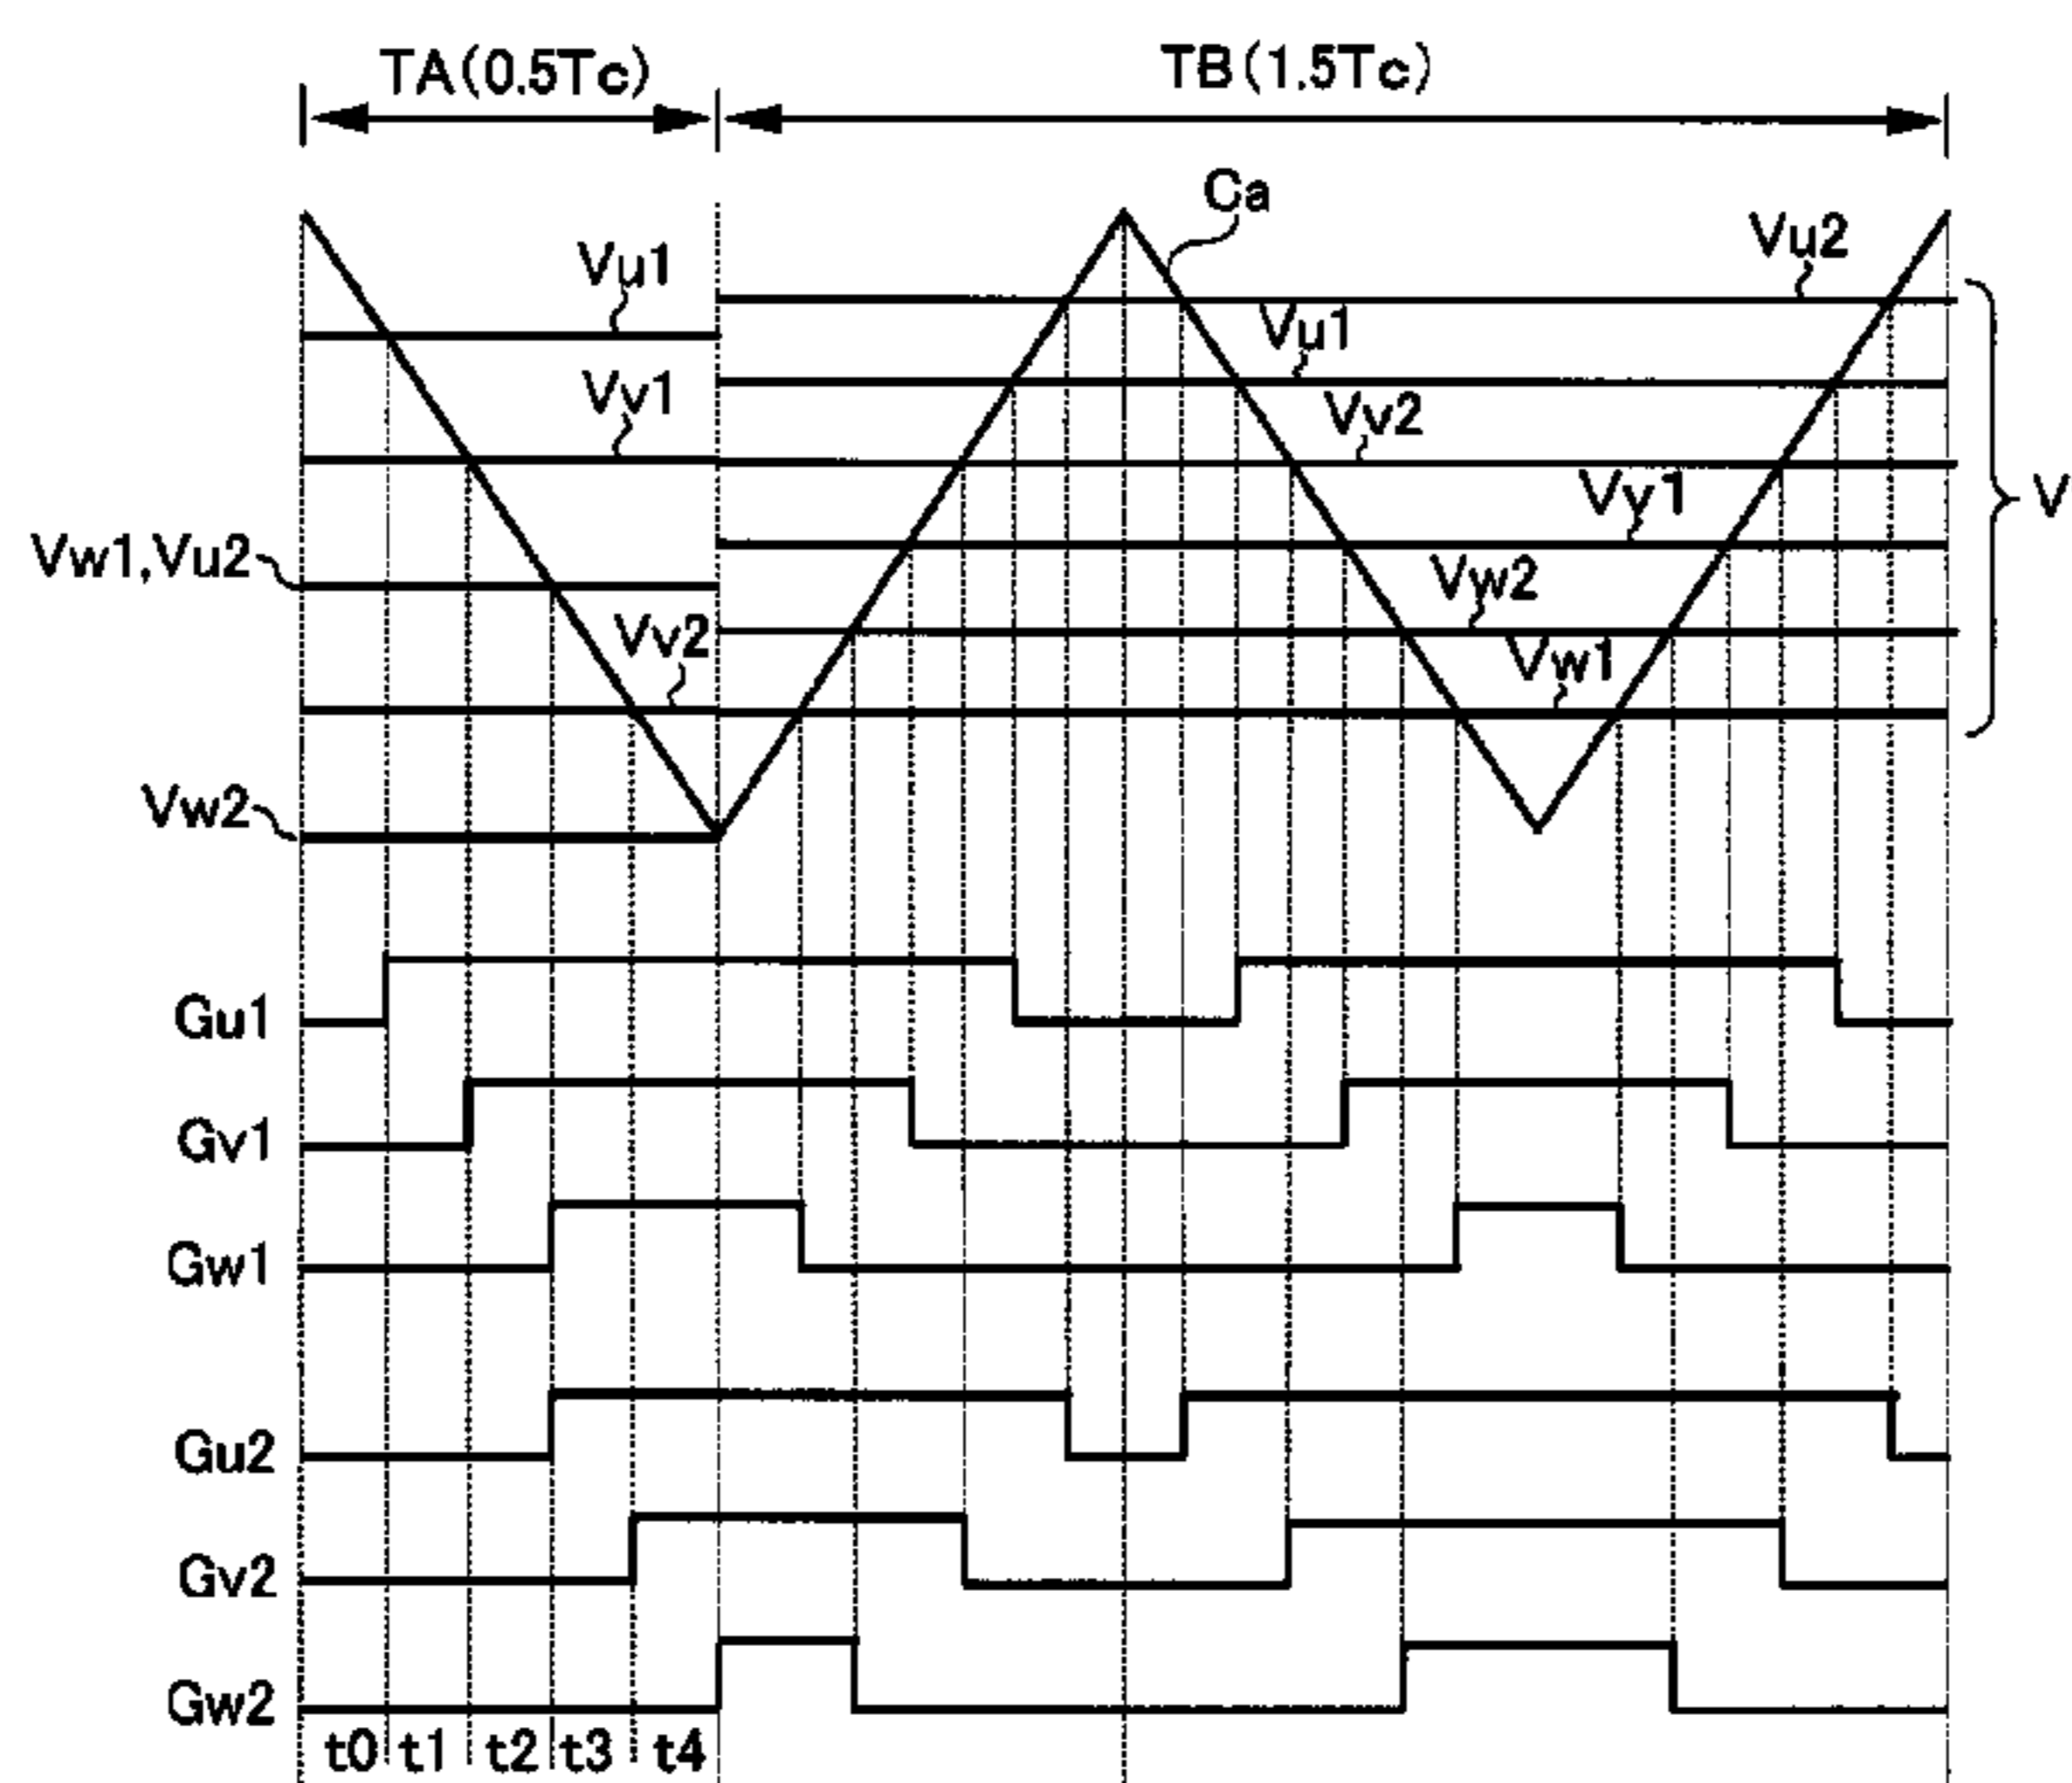 TA(0.5Tc) TB(1.5Tc)
Ca
Vu1 Vu2
Vu1
Vv1 Vv2
Vy1
Vw1,Vu2 V
Vw2
Vv2 Vw1
Vw2
Gu1
Gv1
Gw1
Gu2
Gv2
Gw2
t0 t1 t2 t3 t4